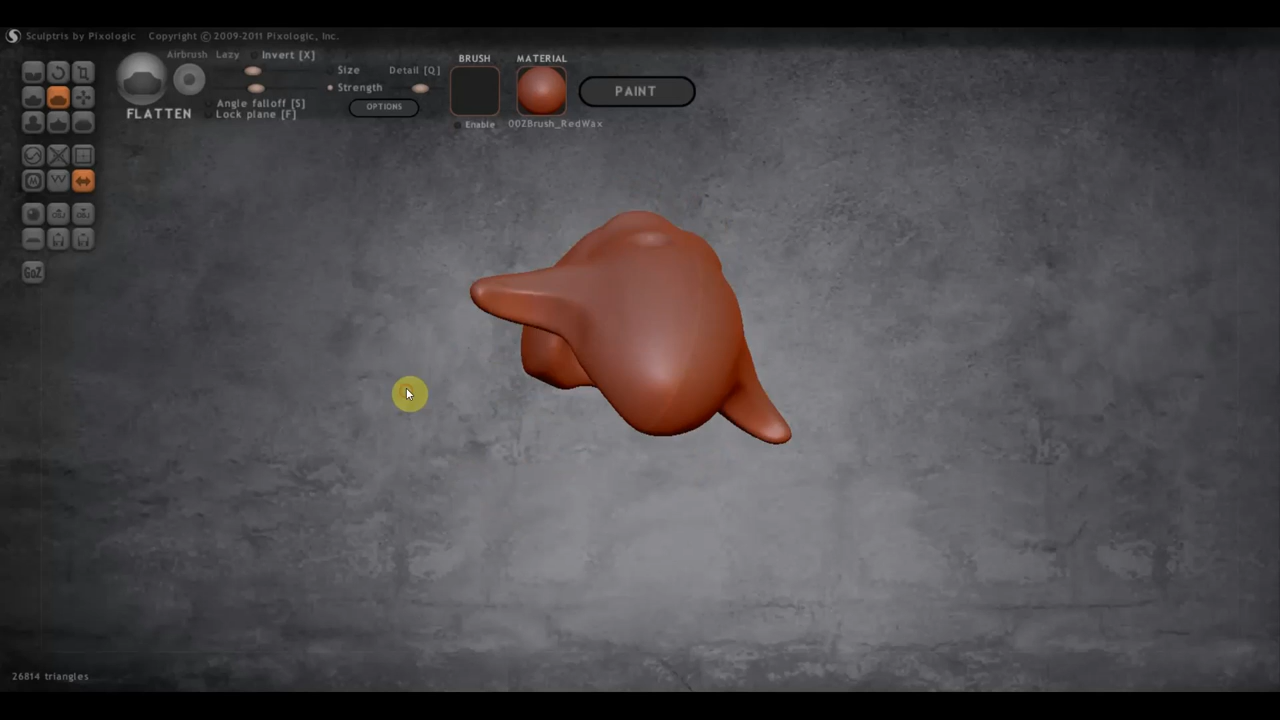 Sculptris by Pixologic Copyright © 2009-2011 Pixologic, Inc.
Airbrush Lazy Invert [X]
BRUSH MATERIAL
Size Detail [Q]
Strength
PAINT
Angle falloff [S]
OPTIONS
FLATTEN
Lock plane [F]
Enable 00ZBrush_RedWax
GoZ
26814 triangles